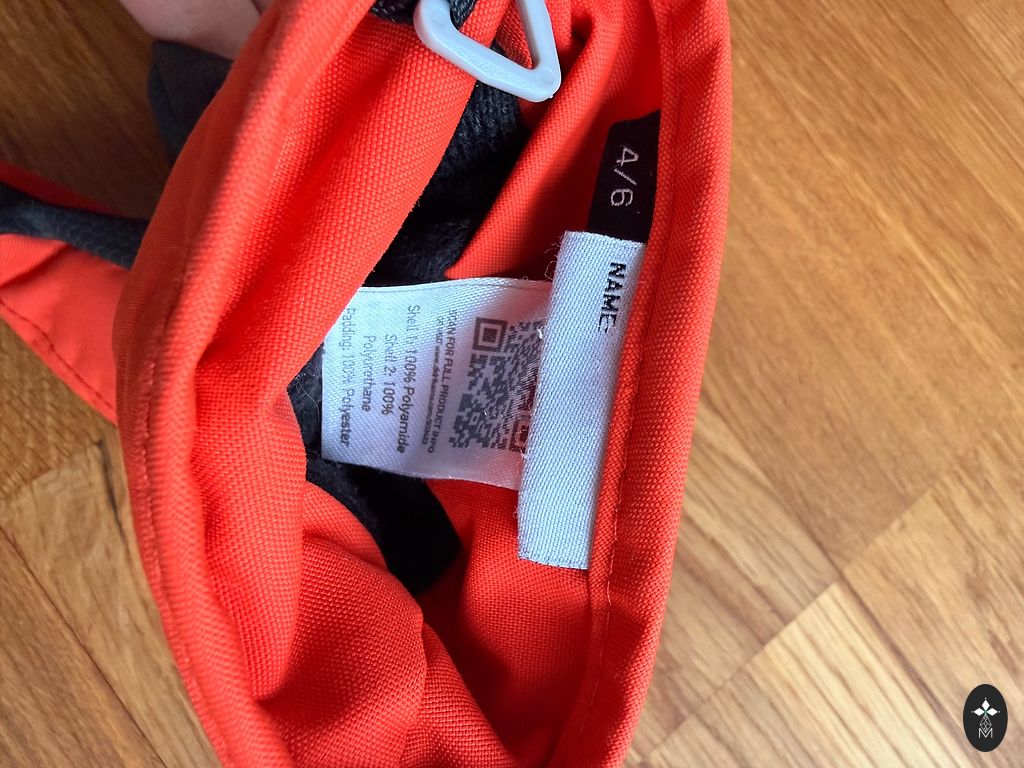 4/6
NAME
SCAN FOR FULL PRODUCT INFO
Shell 1: 100% Polyamide
Shell 2: 100%
Polyurethane
Padding: 100% Polyester
M